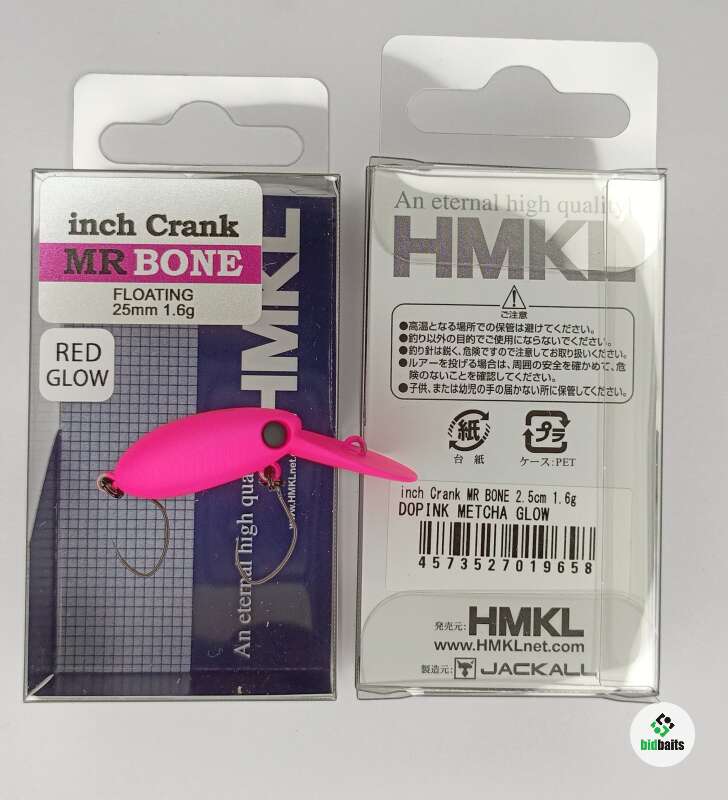 inch Crank
MR BONE
FLOATING
25mm 1.6g
RED
GLOW
HMKL
An eternal high qua
www.HMKLnet.com
An eternal high quality!
HMKL
ご注意
●高温となる場所での保管は避けてください。
●釣り以外の目的でご使用にならないでください。
●釣り針は鋭く、危険ですので注意してお取り扱いください。
●ルアーを投げる場合は、周囲の安全を確かめて、危
険のないことを確認してください。
●子供、または幼児の手の届かない所に保管してください。
紙
台紙
プラ
ケース:PET
inch Crank MR BONE 2.5cm 1.6g
DOPINK METCHA GLOW
4573527019658
発売元: HMKL
www.HMKLnet.com
製造元: JACKALL
bidbaits